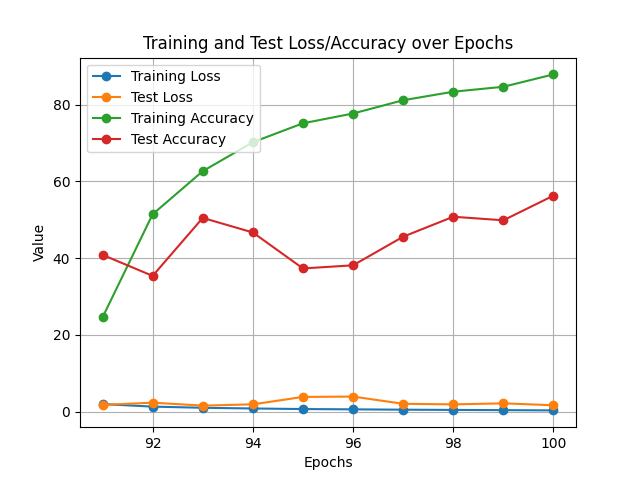 Training and Test Loss/Accuracy over Epochs
Training Loss
Test Loss
Training Accuracy
Test Accuracy
80
60
40
20
0
Value
92 94 96 98 100
Epochs